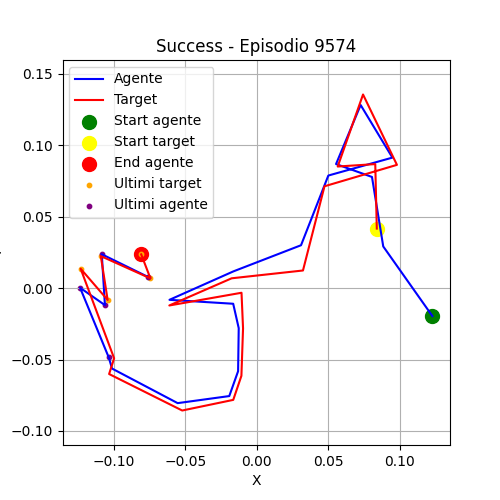 Success - Episodio 9574
Agente
Target
Start agente
Start target
End agente
Ultimi target
Ultimi agente
0.15
0.10
0.05
0.00
−0.05
−0.10
−0.10
−0.05
0.00
0.05
0.10
X